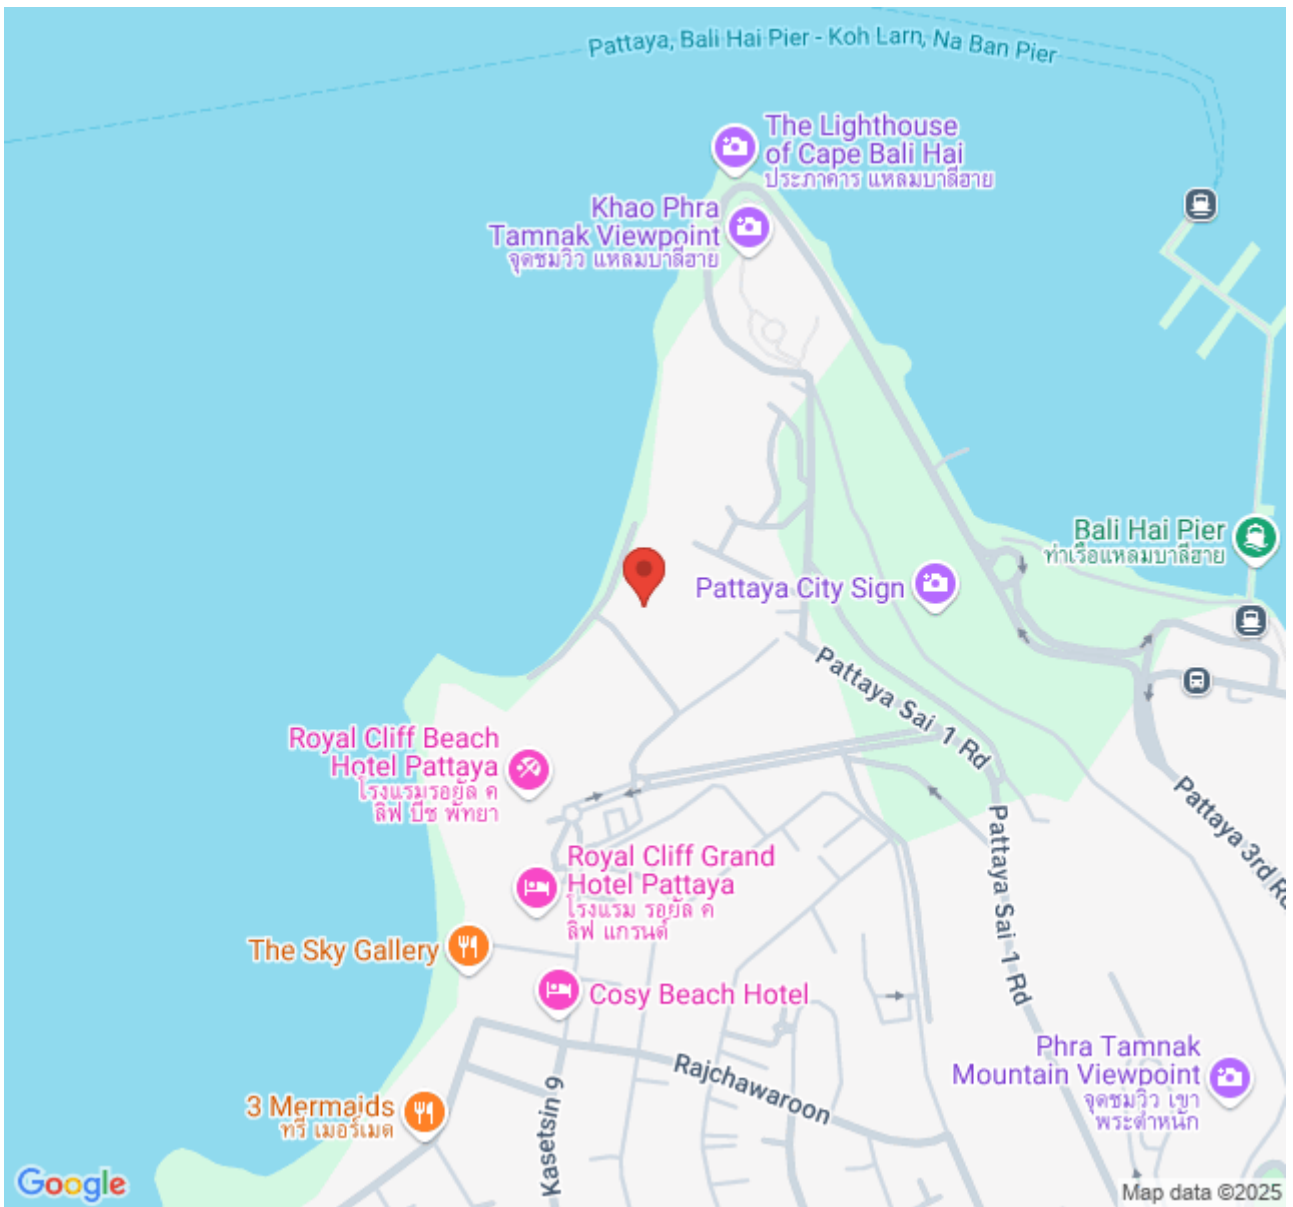 Pattaya, Bali Hai Pier - Koh Larn, Na Ban Pier
The Lighthouse
of Cape Bali Hai
ประภาคาร แหลมบาลีฮาย
Khao Phra
Tamnak Viewpoint
จุดชมวิว แหลมบาลีฮาย
Bali Hai Pier
ท่าเรือแหลมบาลีฮาย
Pattaya City Sign
Pattaya Sai 1 Rd
Royal Cliff Beach
Hotel Pattaya
โรงแรมรอยัล ค
ลิฟ บีช พัทยา
Pattaya 3rd R
Pattaya Sai 1 Rd
Royal Cliff Grand
Hotel Pattaya
โรงแรม รอยัล ค
ลิฟ แกรนด์
The Sky Gallery
Cosy Beach Hotel
Rajchawaroon
Phra Tamnak
Mountain Viewpoint
จุดชมวิว เขา
พระตำหนัก
3 Mermaids
ทรี เมอร์เมด
Kasetsin 9
Google
Map data ©2025